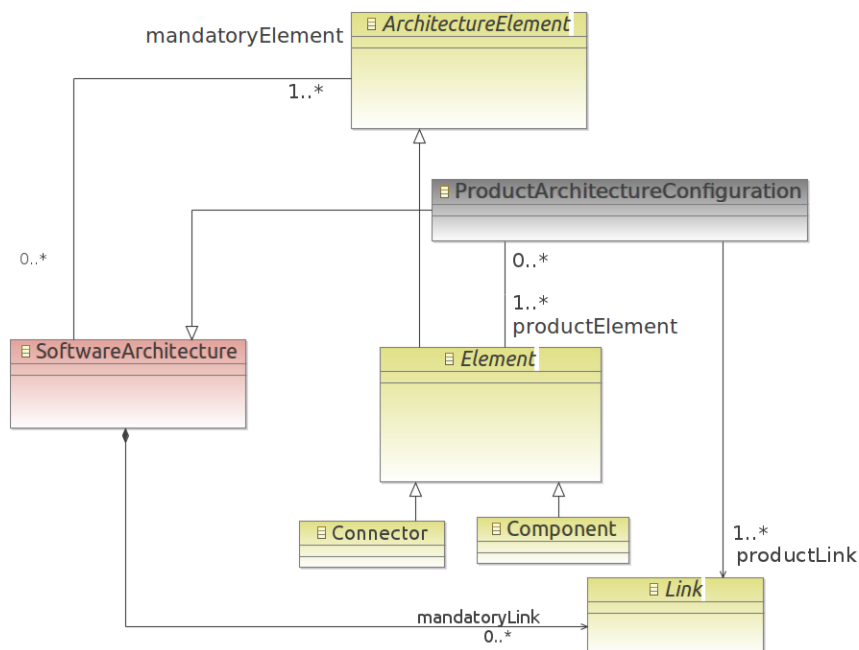 ArchitectureElement
mandatoryElement
1..*
ProductArchitectureConfiguration
0..*
0..*
1..*
productElement
SoftwareArchitecture
Element
Connector
Component
1..*
productLink
Link
mandatoryLink
0..*